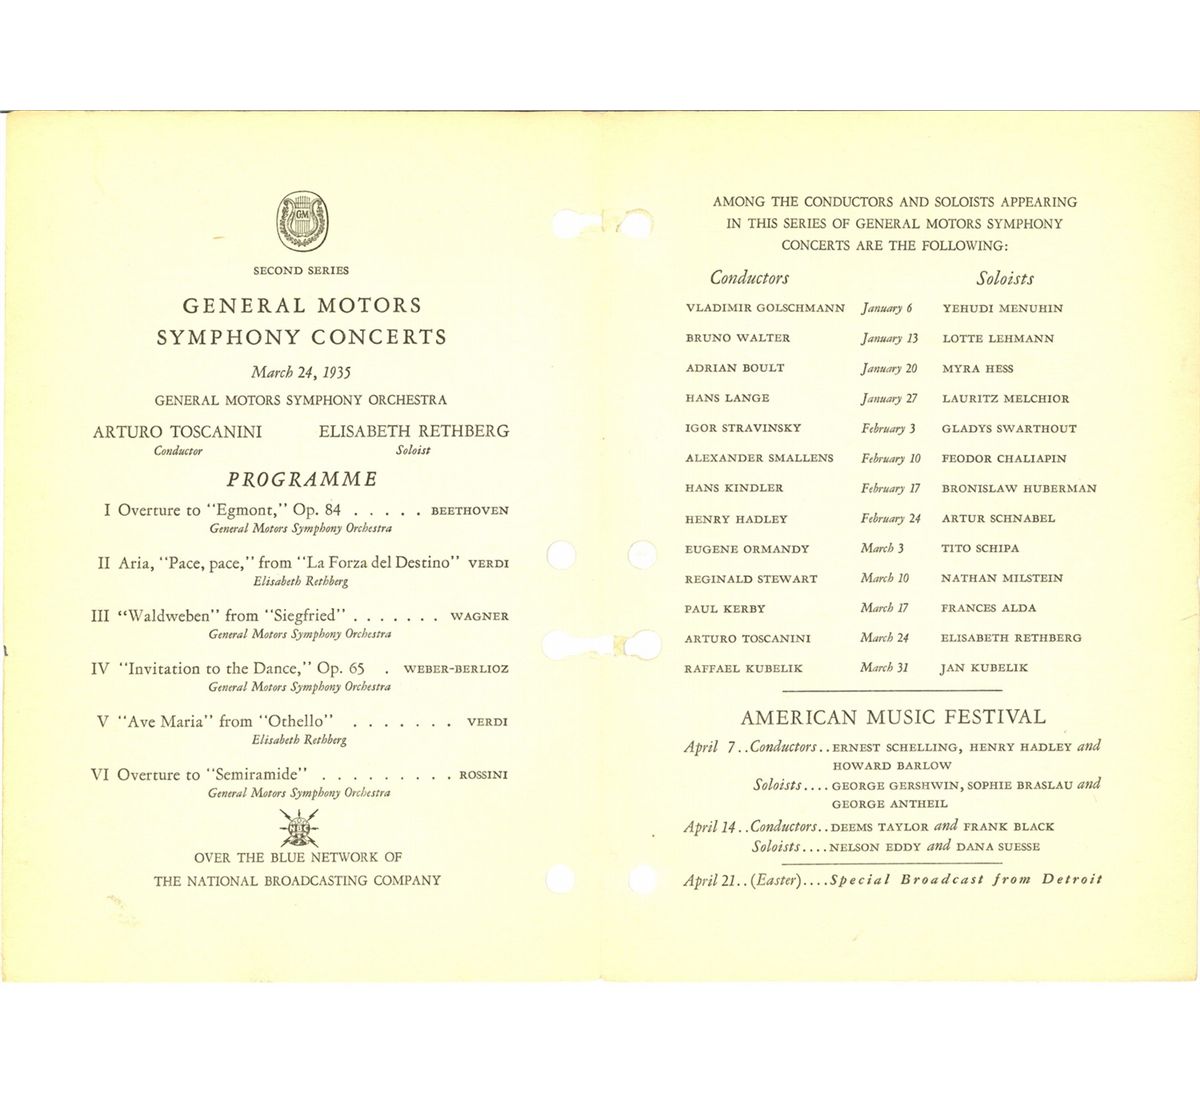 GM
SECOND SERIES
GENERAL MOTORS
SYMPHONY CONCERTS
March 24, 1935
GENERAL MOTORS SYMPHONY ORCHESTRA
ARTURO TOSCANINI ELISABETH RETHBERG
Conductor Soloist
PROGRAMME
I Overture to "Egmont," Op. 84 . . . . . BEETHOVEN
General Motors Symphony Orchestra
II Aria, "Pace, pace," from "La Forza del Destino" VERDI
Elisabeth Rethberg
III "Waldweben" from "Siegfried" . . . . . . . WAGNER
General Motors Symphony Orchestra
IV "Invitation to the Dance," Op. 65 . WEBER-BERLIOZ
General Motors Symphony Orchestra
V "Ave Maria" from "Othello" . . . . . . . VERDI
Elisabeth Rethberg
VI Overture to "Semiramide" . . . . . . . . . ROSSINI
General Motors Symphony Orchestra
NBC
OVER THE BLUE NETWORK OF
THE NATIONAL BROADCASTING COMPANY
AMONG THE CONDUCTORS AND SOLOISTS APPEARING
IN THIS SERIES OF GENERAL MOTORS SYMPHONY
CONCERTS ARE THE FOLLOWING:
Conductors Soloists
VLADIMIR GOLSCHMANN January 6 YEHUDI MENUHIN
BRUNO WALTER January 13 LOTTE LEHMANN
ADRIAN BOULT January 20 MYRA HESS
HANS LANGE January 27 LAURITZ MELCHIOR
IGOR STRAVINSKY February 3 GLADYS SWARTHOUT
ALEXANDER SMALLENS February 10 FEODOR CHALIAPIN
HANS KINDLER February 17 BRONISLAW HUBERMAN
HENRY HADLEY February 24 ARTUR SCHNABEL
EUGENE ORMANDY March 3 TITO SCHIPA
REGINALD STEWART March 10 NATHAN MILSTEIN
PAUL KERBY March 17 FRANCES ALDA
ARTURO TOSCANINI March 24 ELISABETH RETHBERG
RAFFAEL KUBELIK March 31 JAN KUBELIK
AMERICAN MUSIC FESTIVAL
April 7 . . Conductors . . ERNEST SCHELLING, HENRY HADLEY and
HOWARD BARLOW
Soloists . . . . GEORGE GERSHWIN, SOPHIE BRASLAU and
GEORGE ANTHEIL
April 14 . . Conductors . . DEEMS TAYLOR and FRANK BLACK
Soloists . . . . NELSON EDDY and DANA SUESSE
April 21 . . (Easter) . . . . Special Broadcast from Detroit